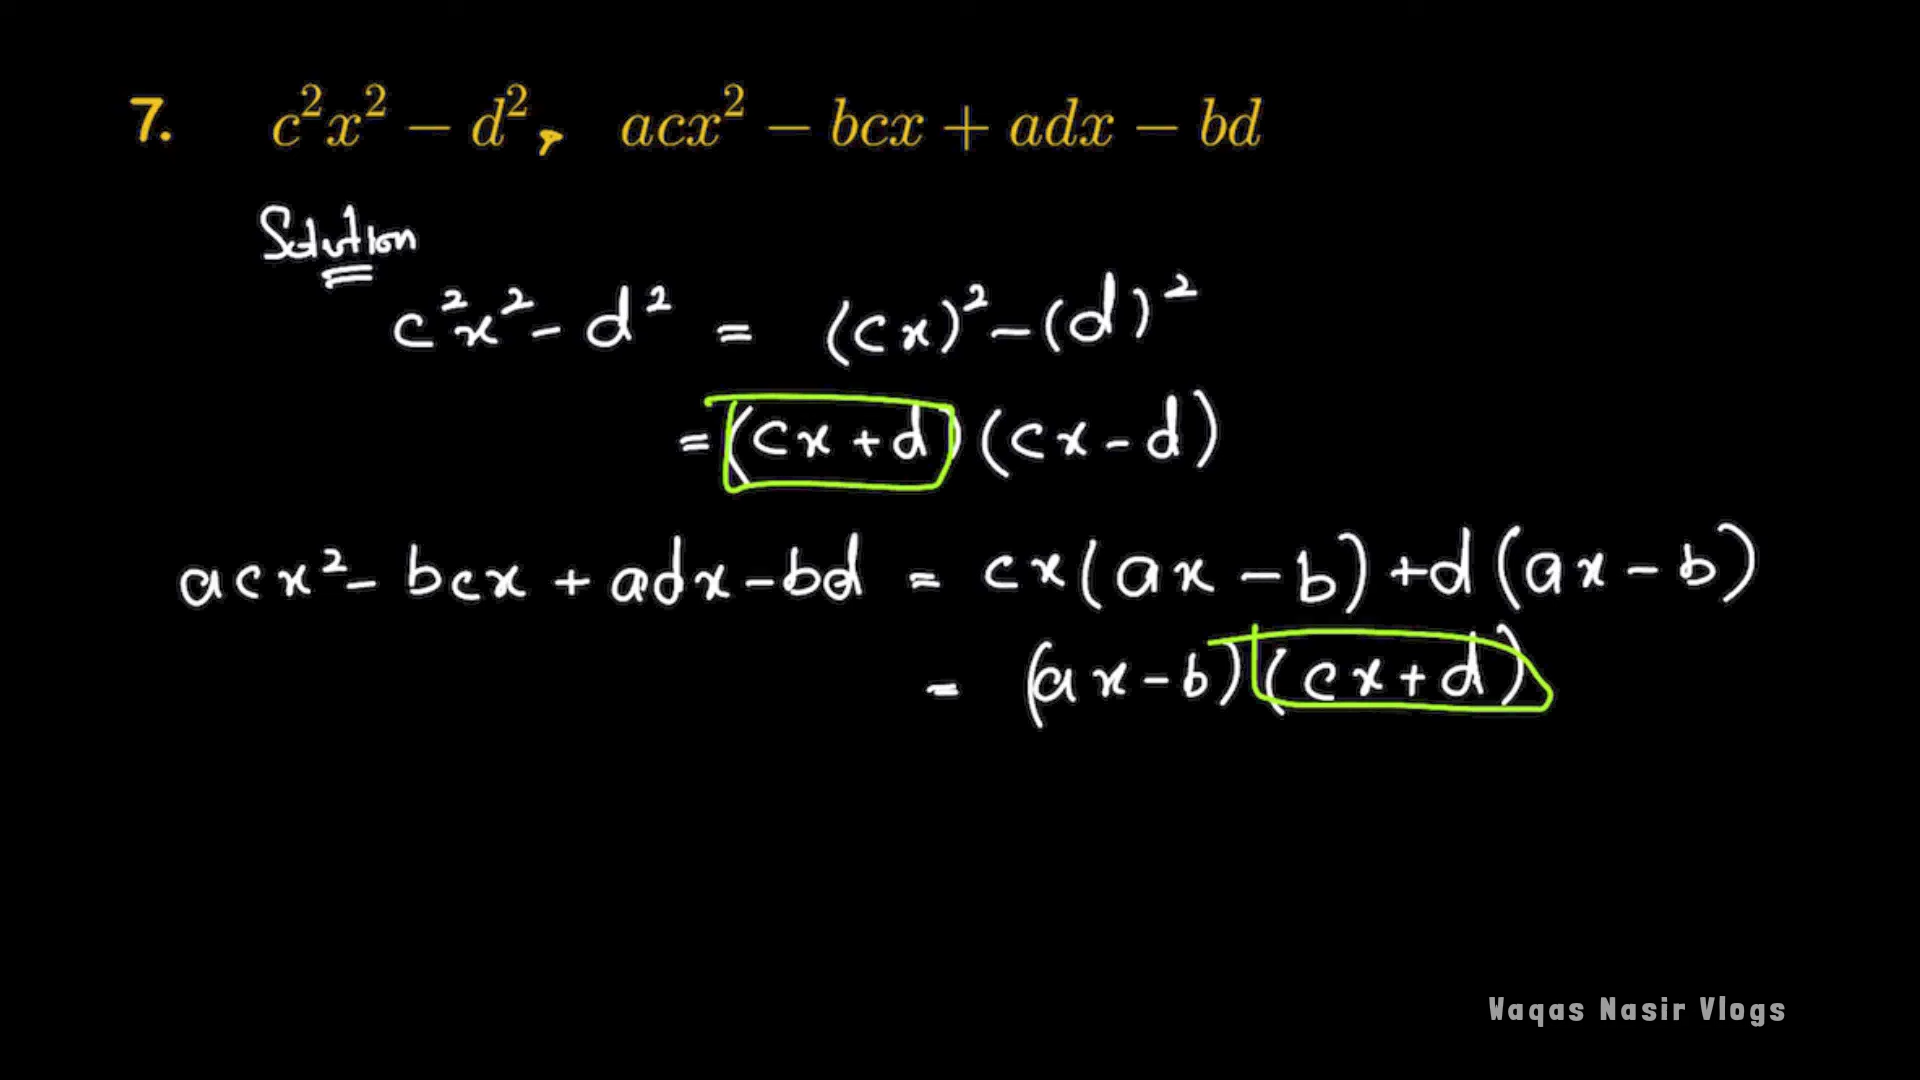 7. c²x² − d², acx² − bcx + adx − bd
Solution
c²x² - d² = (cx)² - (d)²
= (cx + d) (cx - d)
acx² - bcx + adx - bd = cx(ax - b) + d(ax - b)
= (ax - b) (cx + d)
Waqas Nasir Vlogs